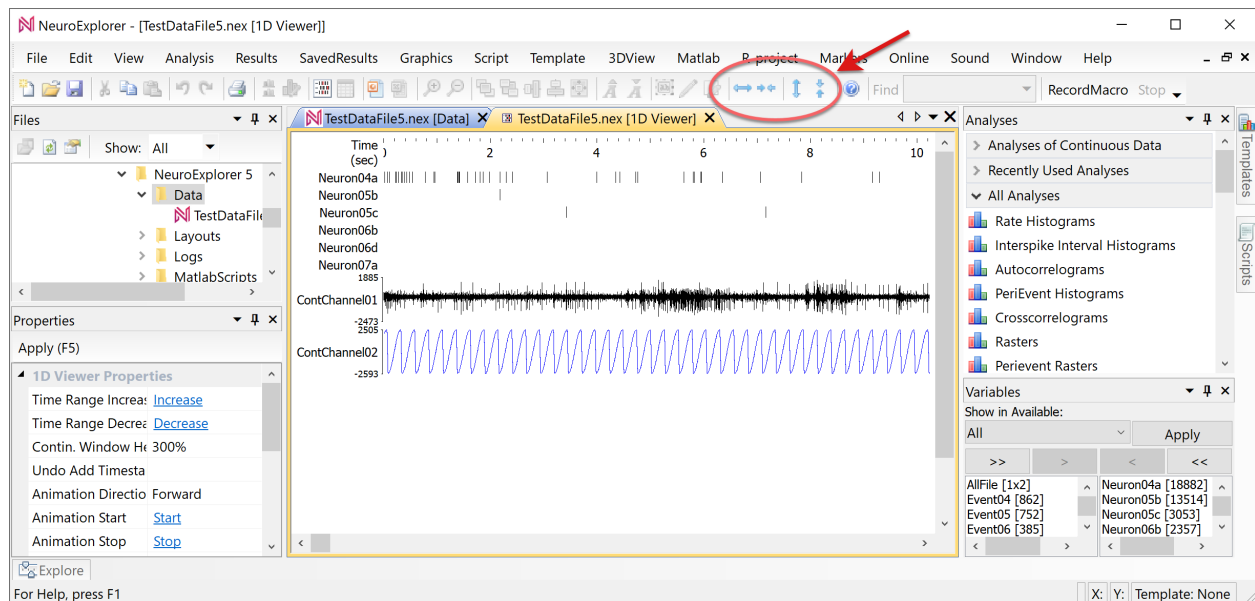 NeuroExplorer - [TestDataFile5.nex [1D Viewer]]
File Edit View Analysis Results SavedResults Graphics Script Template 3DView Matlab R-project Markers Online Sound Window Help
Find RecordMacro Stop
Files
Show: All
NeuroExplorer 5
Data
TestDataFile
Layouts
Logs
MatlabScripts
Properties
Apply (F5)
1D Viewer Properties
Time Range Increas Increase
Time Range Decrea Decrease
Contin. Window He 300%
Undo Add Timesta
Animation Directio Forward
Animation Start Start
Animation Stop Stop
Explore
For Help, press F1
TestDataFile5.nex [Data] TestDataFile5.nex [1D Viewer]
Time (sec) 2 4 6 8 10
Neuron04a
Neuron05b
Neuron05c
Neuron06b
Neuron06d
Neuron07a
1885
ContChannel01
-2473
2505
ContChannel02
-2593
Analyses
Analyses of Continuous Data
Recently Used Analyses
All Analyses
Rate Histograms
Interspike Interval Histograms
Autocorrelograms
PeriEvent Histograms
Crosscorrelograms
Rasters
Perievent Rasters
Variables
Show in Available:
All Apply
>> > < <<
AllFile [1x2]
Event04 [862]
Event05 [752]
Event06 [385]
Neuron04a [18882]
Neuron05b [13514]
Neuron05c [3053]
Neuron06b [2357]
Templates
Scripts
X: Y: Template: None